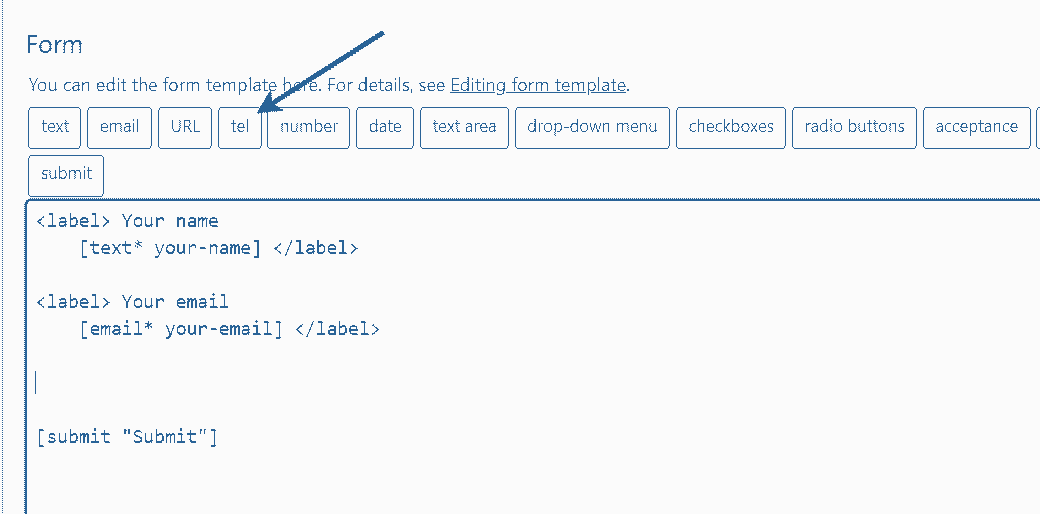 Form
You can edit the form template here. For details, see Editing form template.
text email URL tel number date text area drop-down menu checkboxes radio buttons acceptance
submit
<label> Your name
    [text* your-name] </label>
<label> Your email
    [email* your-email] </label>
[submit "Submit"]